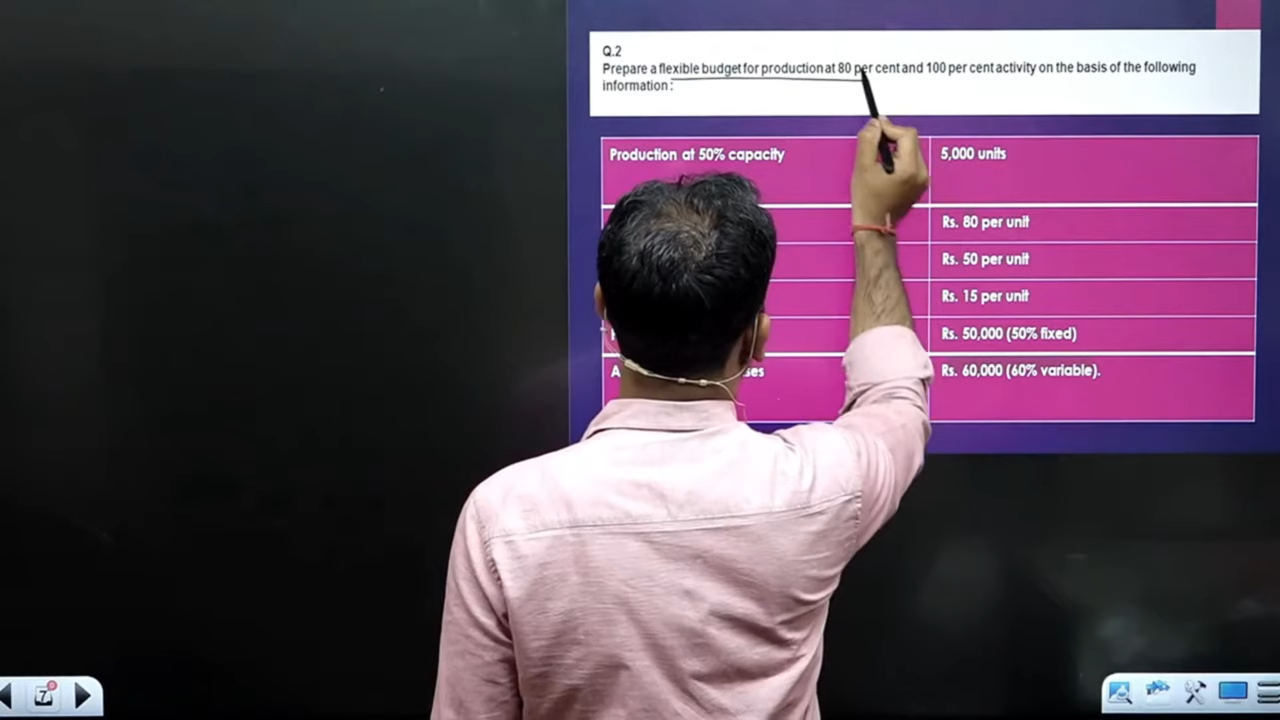 Q.2
Prepare a flexible budget for production at 80 per cent and 100 per cent activity on the basis of the following
information :
Production at 50% capacity 5,000 units
Rs. 80 per unit
Rs. 50 per unit
Rs. 15 per unit
Rs. 50,000 (50% fixed)
Rs. 60,000 (60% variable).
7